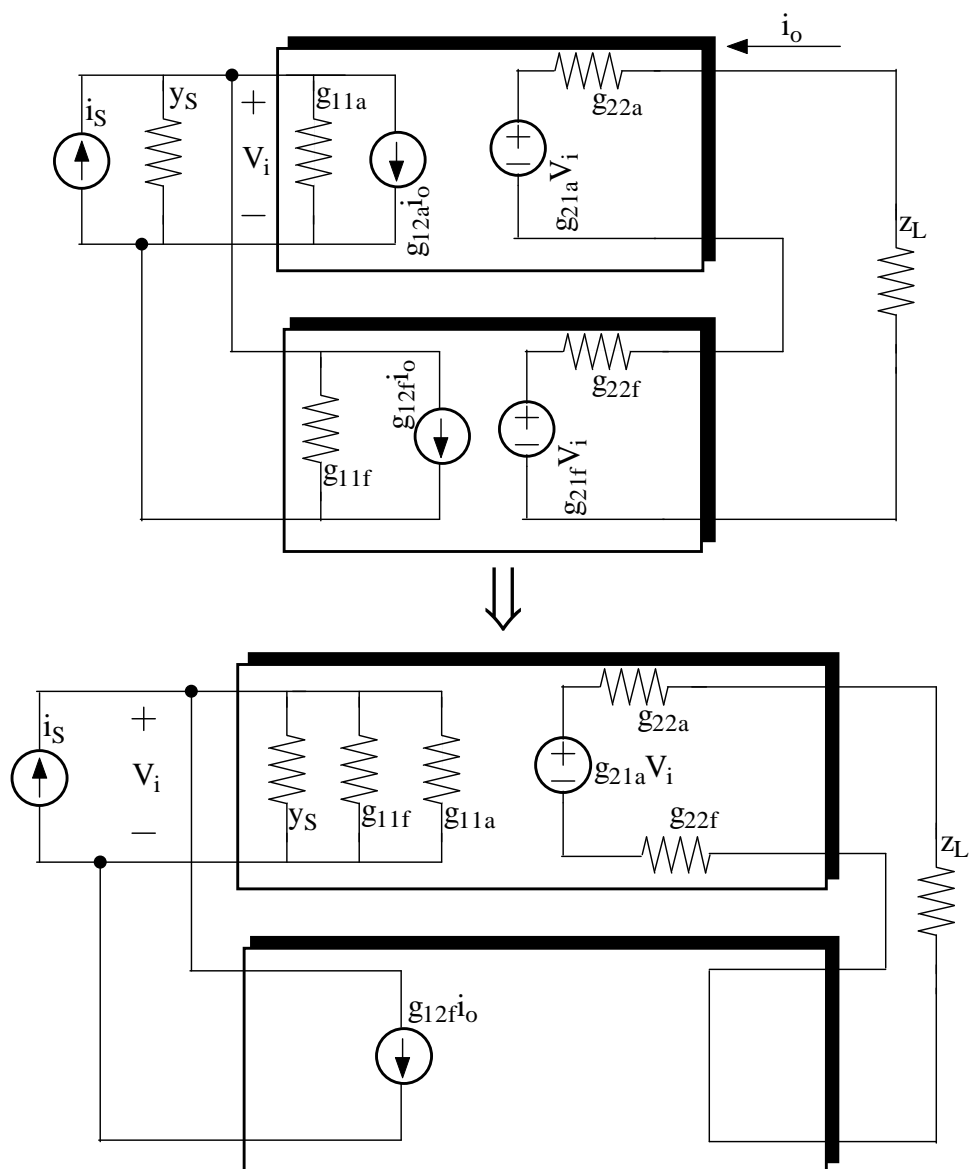 i_o
y_S
g_11a
i_S
+
V_i
−
g_12a i_o
+
−
g_21a V_i
g_22a
z_L
g_11f
g_12f i_o
+
−
g_21f V_i
g_22f
i_S
+
V_i
−
y_S
g_11f
g_11a
+
−
g_21a V_i
g_22a
g_22f
z_L
g_12f i_o